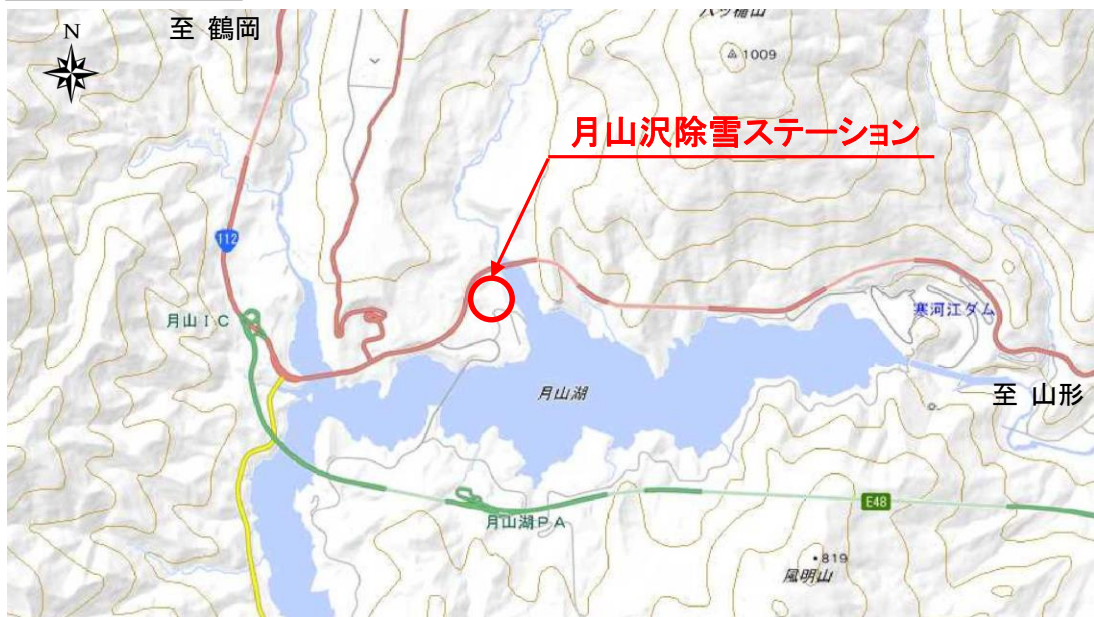 N
至 鶴岡
八ツ楯山
1009
月山沢除雪ステーション
112
月山IC
寒河江ダム
月山湖
至 山形
E48
月山湖PA
819
風明山